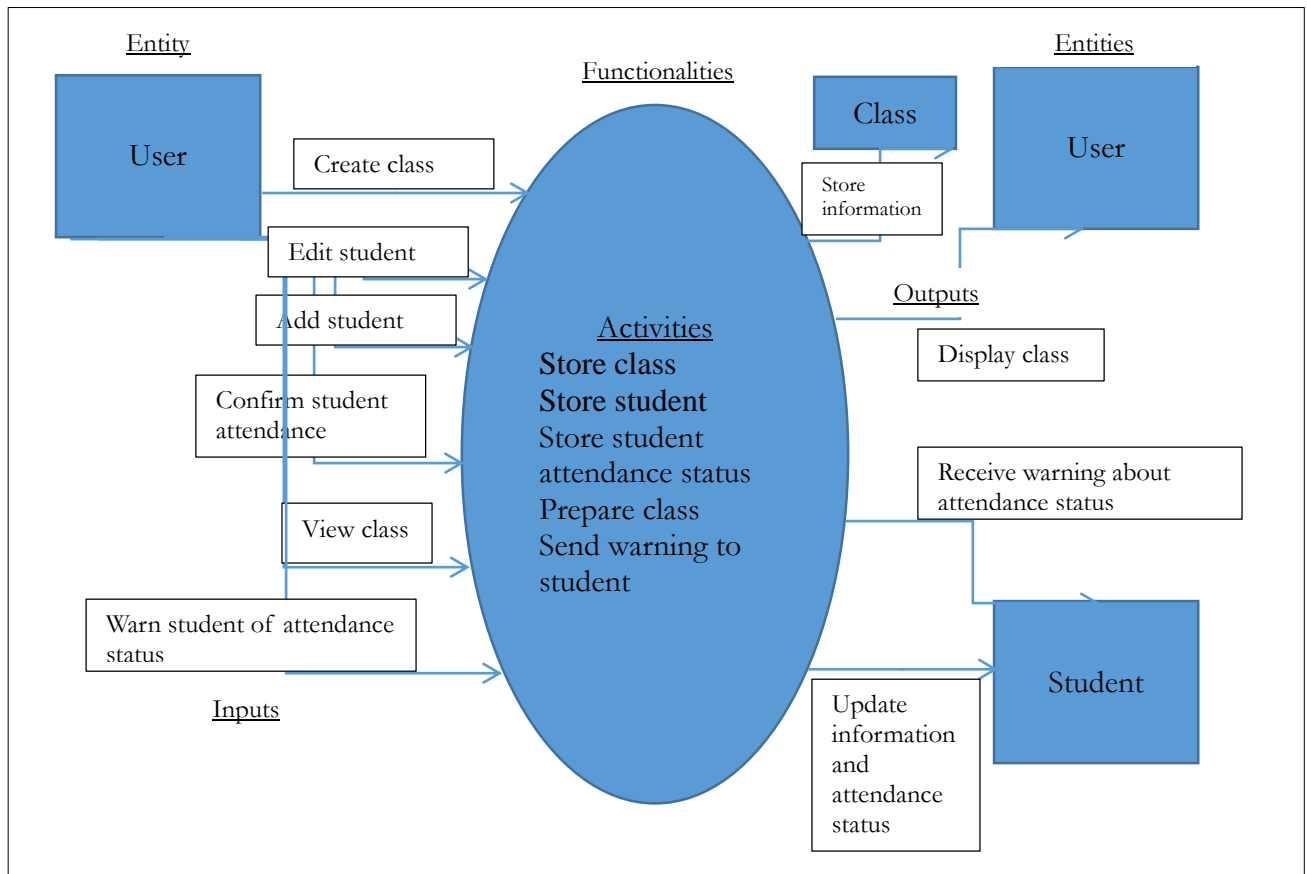 Entity
Entities
Functionalities
User
Class
User
Create class
Store
information
Edit student
Outputs
Add student
Activities
Store class
Store student
Store student
attendance status
Prepare class
Send warning to
student
Display class
Confirm student
attendance
Receive warning about
attendance status
View class
Warn student of attendance
status
Student
Update
information
and
attendance
status
Inputs